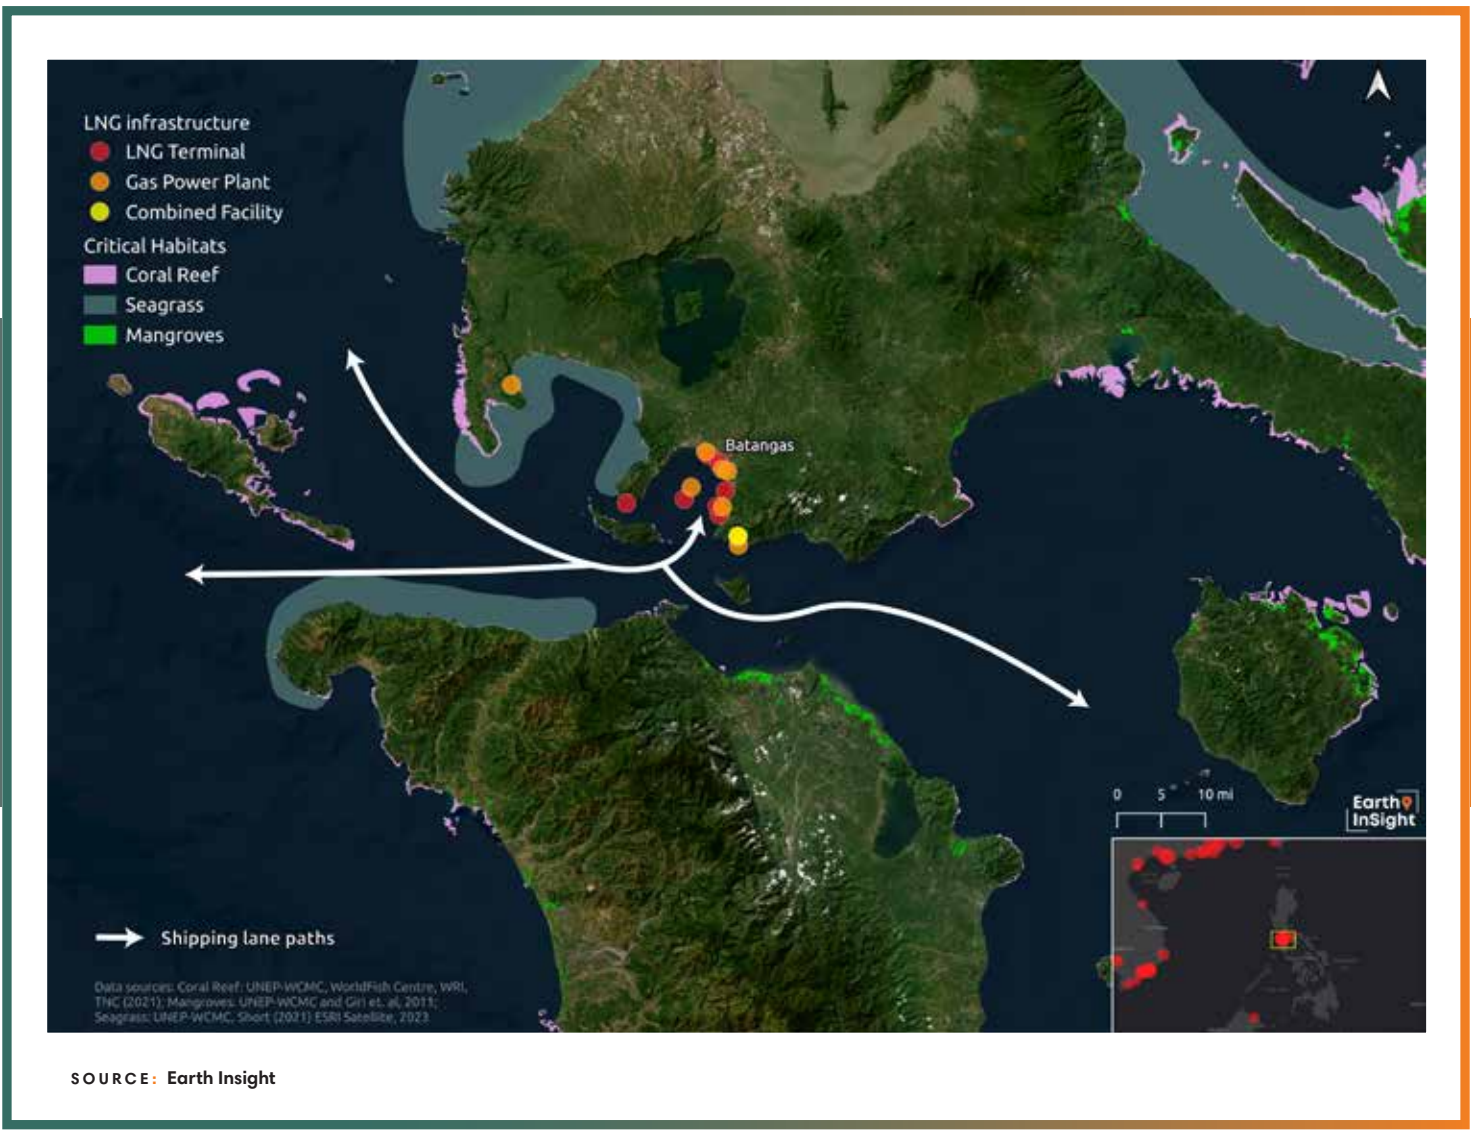 LNG infrastructure
LNG Terminal
Gas Power Plant
Combined Facility
Critical Habitats
Coral Reef
Seagrass
Mangroves
Batangas
0 5 10 mi
Earth
InSight
Shipping lane paths
Data sources: Coral Reef: UNEP-WCMC, WorldFish Centre, WRI,
TNC (2021); Mangroves: UNEP-WCMC and Giri et. al, 2011;
Seagrass: UNEP-WCMC. Short (2021) ESRI Satellite, 2023
SOURCE: Earth Insight